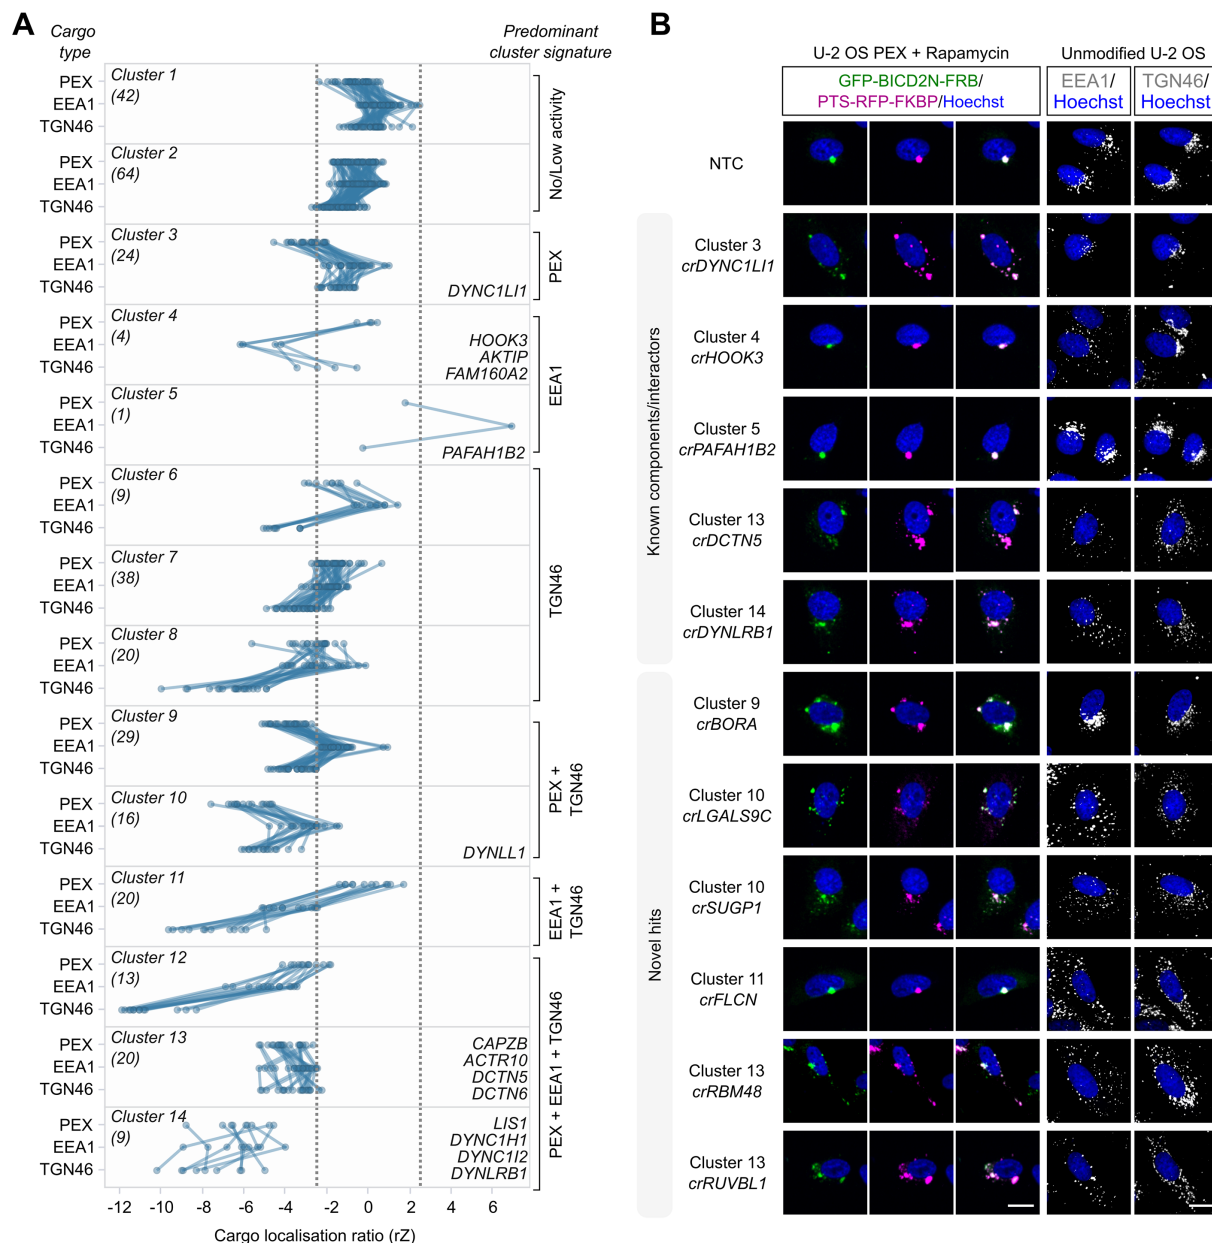 A
Cargo
type
Predominant
cluster signature
PEX
EEA1
TGN46
Cluster 1
(42)
PEX
EEA1
TGN46
Cluster 2
(64)
No/Low activity
PEX
EEA1
TGN46
Cluster 3
(24)
DYNC1LI1
PEX
PEX
EEA1
TGN46
Cluster 4
(4)
HOOK3
AKTIP
FAM160A2
PEX
EEA1
TGN46
Cluster 5
(1)
PAFAH1B2
EEA1
PEX
EEA1
TGN46
Cluster 6
(9)
PEX
EEA1
TGN46
Cluster 7
(38)
PEX
EEA1
TGN46
Cluster 8
(20)
TGN46
PEX
EEA1
TGN46
Cluster 9
(29)
PEX
EEA1
TGN46
Cluster 10
(16)
DYNLL1
PEX +
TGN46
PEX
EEA1
TGN46
Cluster 11
(20)
EEA1 +
TGN46
PEX
EEA1
TGN46
Cluster 12
(13)
PEX
EEA1
TGN46
Cluster 13
(20)
CAPZB
ACTR10
DCTN5
DCTN6
PEX
EEA1
TGN46
Cluster 14
(9)
LIS1
DYNC1H1
DYNC1I2
DYNLRB1
PEX + EEA1 + TGN46
-12 -10 -8 -6 -4 -2 0 2 4 6
Cargo localisation ratio (rZ)
B
U-2 OS PEX + Rapamycin
Unmodified U-2 OS
GFP-BICD2N-FRB/
PTS-RFP-FKBP/Hoechst
EEA1/
Hoechst
TGN46/
Hoechst
NTC
Known components/interactors
Cluster 3
crDYNC1LI1
Cluster 4
crHOOK3
Cluster 5
crPAFAH1B2
Cluster 13
crDCTN5
Cluster 14
crDYNLRB1
Novel hits
Cluster 9
crBORA
Cluster 10
crLGALS9C
Cluster 10
crSUGP1
Cluster 11
crFLCN
Cluster 13
crRBM48
Cluster 13
crRUVBL1